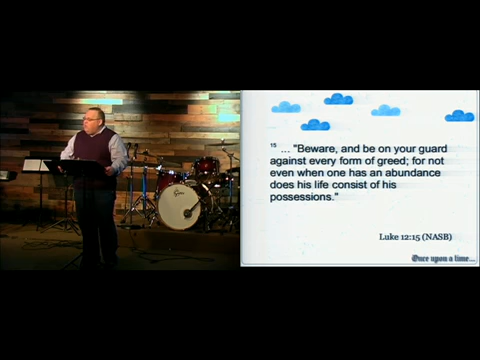 15 ... "Beware, and be on your guard
against every form of greed; for not
even when one has an abundance
does his life consist of his
possessions."
Luke 12:15 (NASB)
Once upon a time...